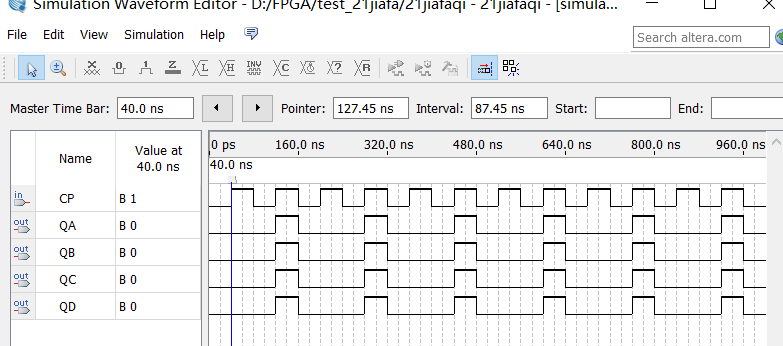 Simulation Waveform Editor - D:/FPGA/test_21jiafa/21jiafaqi - 21jiafaqi - [simula...
File Edit View Simulation Help
Search altera.com
Master Time Bar: 40.0 ns Pointer: 127.45 ns Interval: 87.45 ns Start: End:
Name Value at 40.0 ns
0 ps 160.0 ns 320.0 ns 480.0 ns 640.0 ns 800.0 ns 960.0 ns
40.0 ns
in CP B 1
out QA B 0
out QB B 0
out QC B 0
out QD B 0